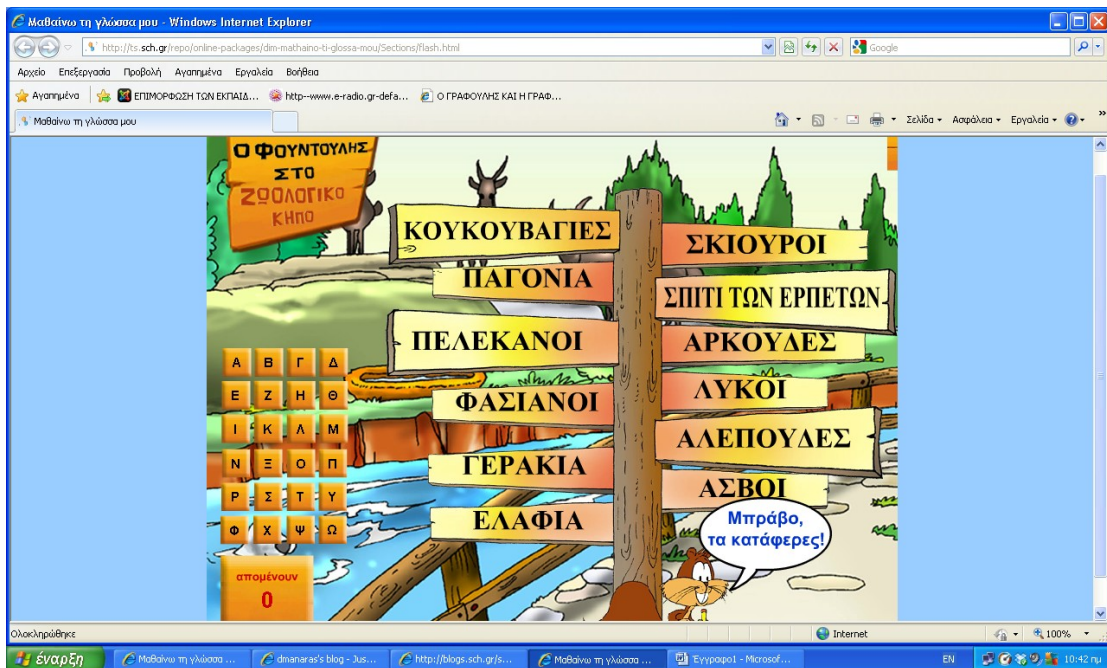 Μαθαίνω τη γλώσσα μου - Windows Internet Explorer
http://ts.sch.gr/repo/online-packages/dim-mathaino-ti-glossa-mou/Sections/flash.html
Google
Αρχείο Επεξεργασία Προβολή Αγαπημένα Εργαλεία Βοήθεια
Αγαπημένα ΕΠΙΜΟΡΦΩΣΗ ΤΩΝ ΕΚΠΑΙΔ... http--www.e-radio.gr-defa... Ο ΓΡΑΦΟΥΛΗΣ ΚΑΙ Η ΓΡΑΦ...
Μαθαίνω τη γλώσσα μου
Σελίδα Ασφάλεια Εργαλεία
Ο ΦΟΥΝΤΟΥΛΗΣ
ΣΤΟ
ΖΩΟΛΟΓΙΚΟ
ΚΗΠΟ
ΚΟΥΚΟΥΒΑΓΙΕΣ
ΠΑΓΟΝΙΑ
ΠΕΛΕΚΑΝΟΙ
ΦΑΣΙΑΝΟΙ
ΓΕΡΑΚΙΑ
ΕΛΑΦΙΑ
ΣΚΙΟΥΡΟΙ
ΣΠΙΤΙ ΤΩΝ ΕΡΠΕΤΩΝ
ΑΡΚΟΥΔΕΣ
ΛΥΚΟΙ
ΑΛΕΠΟΥΔΕΣ
ΑΣΒΟΙ
Α Β Γ Δ
Ε Ζ Η Θ
Ι Κ Λ Μ
Ν Ξ Ο Π
Ρ Σ Τ Υ
Φ Χ Ψ Ω
απομένουν
0
Μπράβο,
τα κατάφερες!
Ολοκληρώθηκε
Internet
100%
έναρξη
Μαθαίνω τη γλώσσα ...
dmanaras's blog - Jus...
http://blogs.sch.gr/s...
Μαθαίνω τη γλώσσα ...
Έγγραφο1 - Microsof...
EN
10:42 πμ